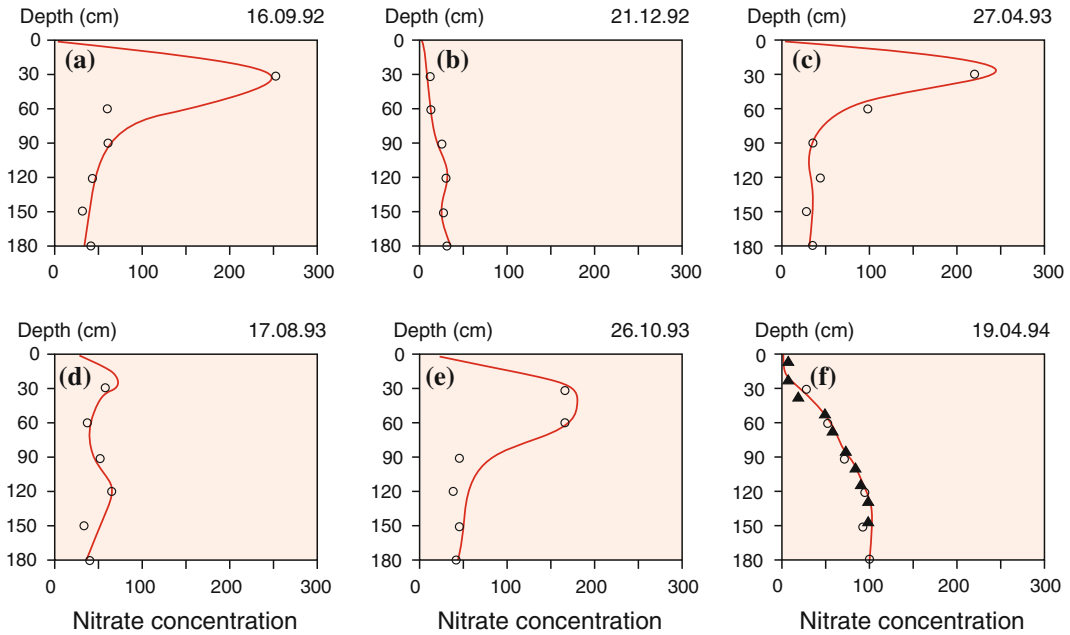 Depth (cm) 16.09.92 Depth (cm) 21.12.92 Depth (cm) 27.04.93
0 (a) 0 (b) 0 (c)
30 30 30
60 60 60
90 90 90
120 120 120
150 150 150
180 180 180
0 100 200 300 0 100 200 300 0 100 200 300
Depth (cm) 17.08.93 Depth (cm) 26.10.93 Depth (cm) 19.04.94
0 (d) 0 (e) 0 (f)
30 30 30
60 60 60
90 90 90
120 120 120
150 150 150
180 180 180
0 100 200 300 0 100 200 300 0 100 200 300
Nitrate concentration Nitrate concentration Nitrate concentration